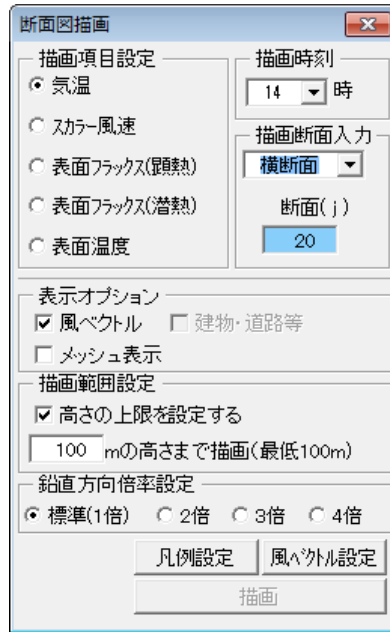 断面図描画
描画項目設定
気温
スカラー風速
表面フラックス(顕熱)
表面フラックス(潜熱)
表面温度
描画時刻
14 時
描画断面入力
横断面
断面(j)
20
表示オプション
風ベクトル 建物・道路等
メッシュ表示
描画範囲設定
高さの上限を設定する
100 mの高さまで描画(最低100m)
鉛直方向倍率設定
標準(1倍) 2倍 3倍 4倍
凡例設定 風ベクトル設定
描画